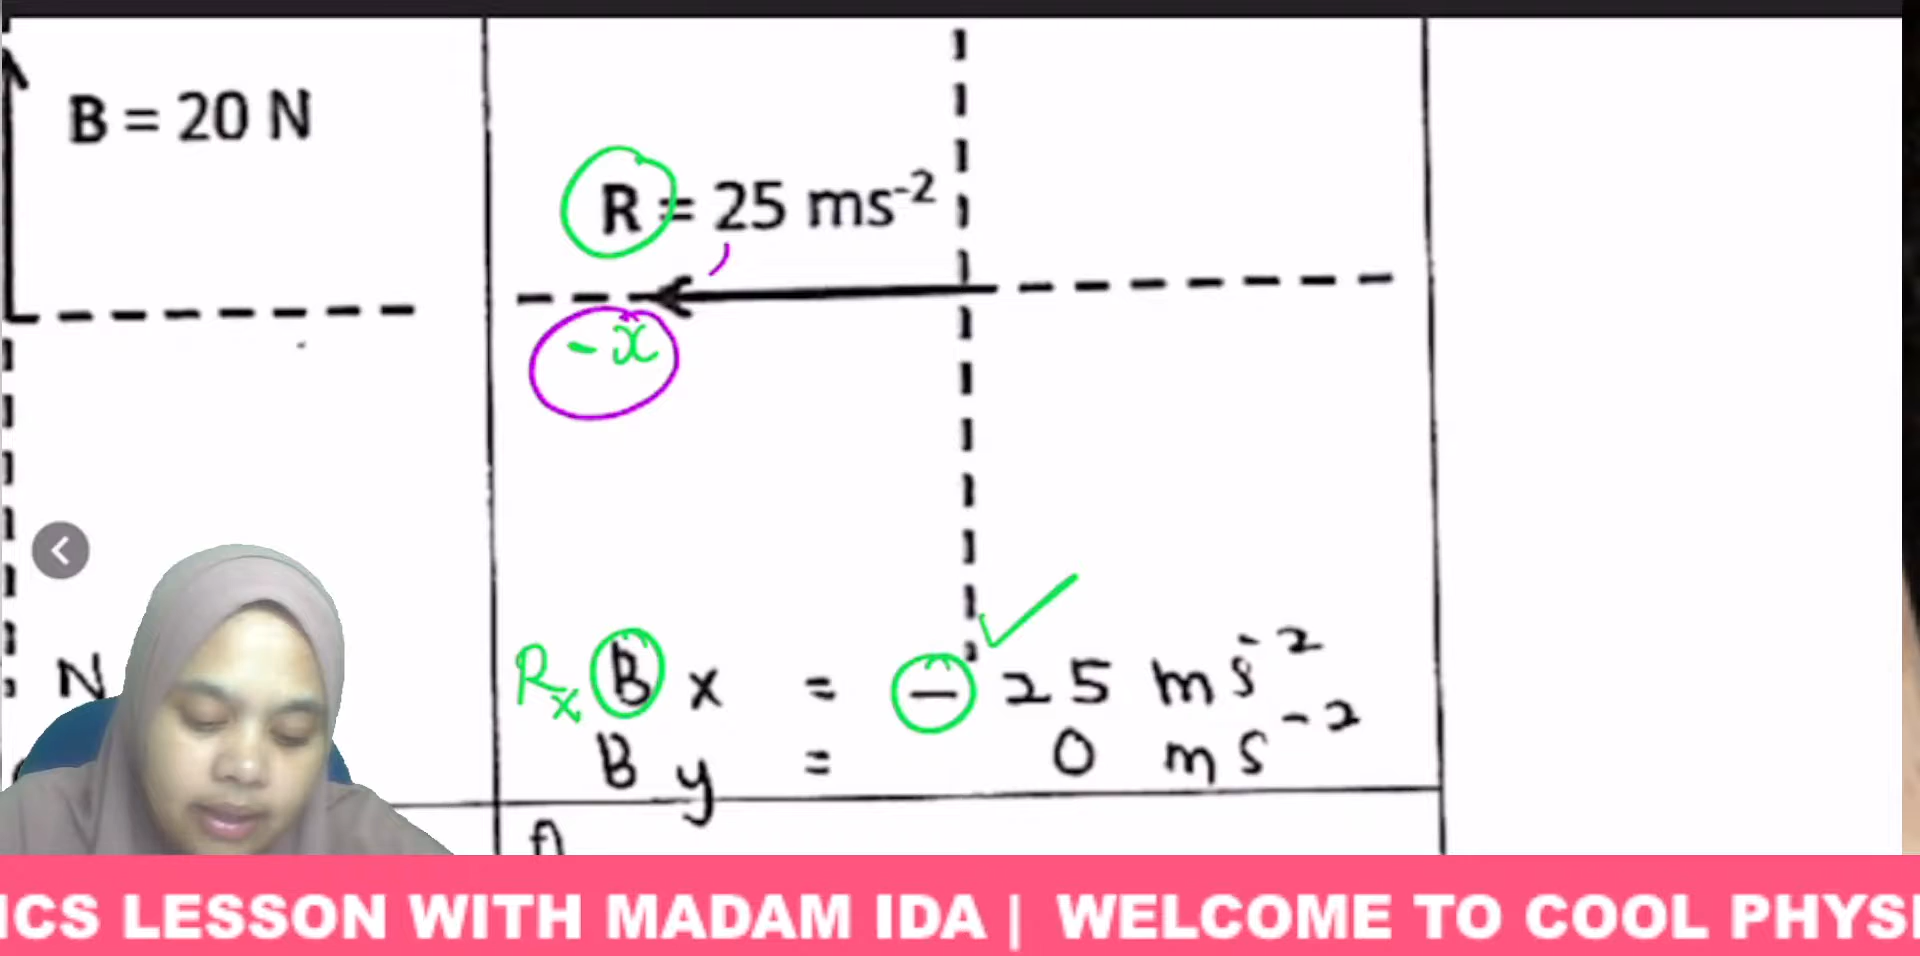 B = 20 N
R = 25 ms⁻²
-x
Rx B x = - 25 ms⁻²
N
B y = 0 ms⁻²
ICS LESSON WITH MADAM IDA | WELCOME TO COOL PHYSI